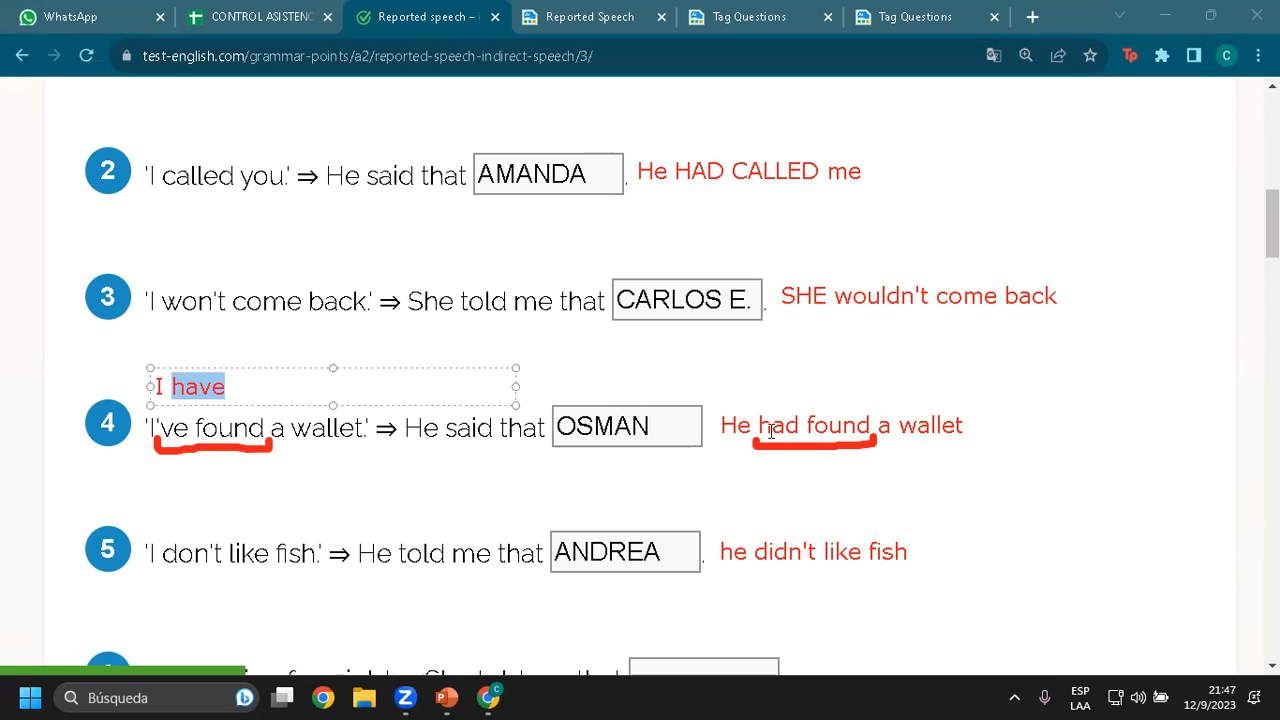 WhatsApp
CONTROL ASISTENC
Reported speech – i
Reported Speech
Tag Questions
Tag Questions
test-english.com/grammar-points/a2/reported-speech-indirect-speech/3/
Tp
C
2 'I called you.' ⇒ He said that AMANDA . He HAD CALLED me
3 'I won't come back.' ⇒ She told me that CARLOS E. . SHE wouldn't come back
I have
4 'I've found a wallet.' ⇒ He said that OSMAN He had found a wallet
5 'I don't like fish.' ⇒ He told me that ANDREA . he didn't like fish
Búsqueda
ESP
LAA
21:47
12/9/2023